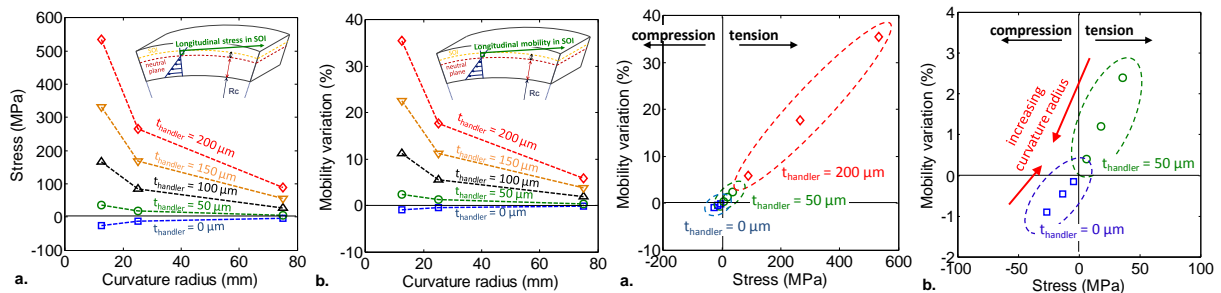 600
500
400
300
200
100
0
-100
Stress (MPa)
Longitudinal stress in SOI
SOI
neutral
plane
Rc
t_handler = 200 µm
t_handler = 150 µm
t_handler = 100 µm
t_handler = 50 µm
t_handler = 0 µm
0 20 40 60 80
a. Curvature radius (mm)
40
30
20
10
0
-10
Mobility variation (%)
Longitudinal mobility in SOI
neutral
plane
Rc
t_handler = 200 µm
t_handler = 150 µm
t_handler = 100 µm
t_handler = 50 µm
t_handler = 0 µm
0 20 40 60 80
b. Curvature radius (mm)
40
30
20
10
0
-10
Mobility variation (%)
compression tension
t_handler = 200 µm
t_handler = 50 µm
t_handler = 0 µm
-200 0 200 400 600
a. Stress (MPa)
4
3
2
1
0
-1
-2
Mobility variation (%)
compression tension
increasing
curvature radius
t_handler = 50 µm
t_handler = 0 µm
-100 -50 0 50 100
b. Stress (MPa)